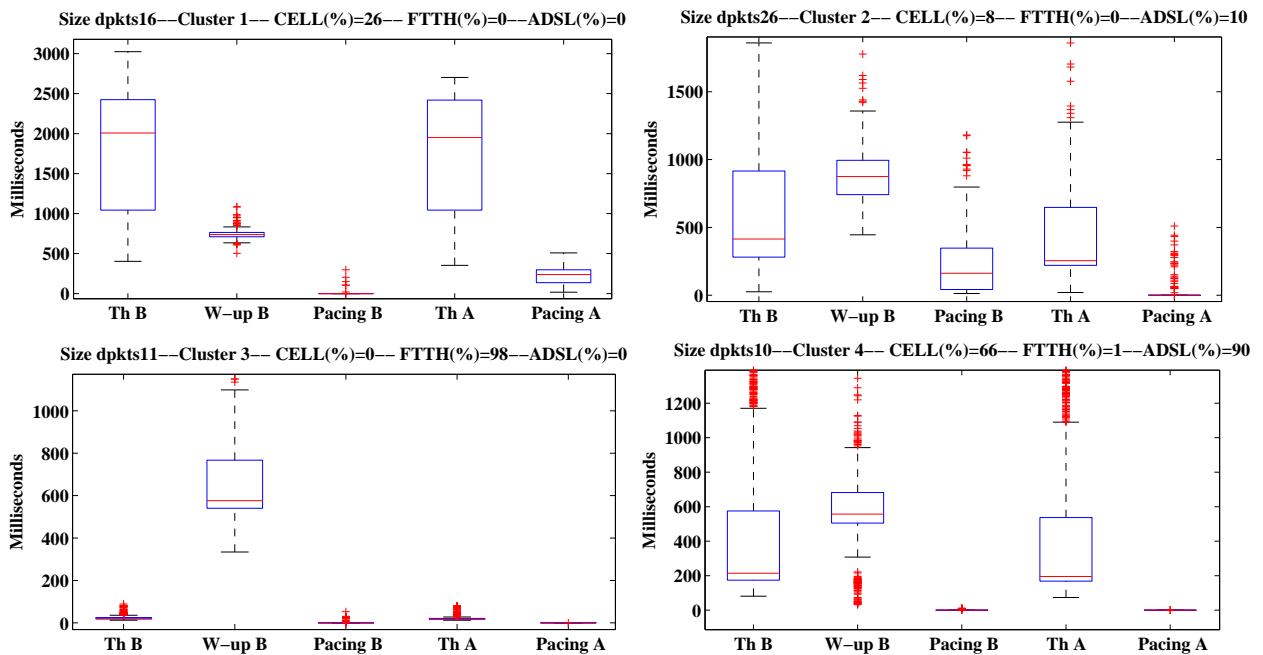 Size dpkts16−−Cluster 1−− CELL(%)=26−− FTTH(%)=0−−ADSL(%)=0
Milliseconds
3000
2500
2000
1500
1000
500
0
Th B W−up B Pacing B Th A Pacing A
Size dpkts26−−Cluster 2−− CELL(%)=8−− FTTH(%)=0−−ADSL(%)=10
Milliseconds
1500
1000
500
0
Th B W−up B Pacing B Th A Pacing A
Size dpkts11−−Cluster 3−− CELL(%)=0−− FTTH(%)=98−−ADSL(%)=0
Milliseconds
1000
800
600
400
200
0
Th B W−up B Pacing B Th A Pacing A
Size dpkts10−−Cluster 4−− CELL(%)=66−− FTTH(%)=1−−ADSL(%)=90
Milliseconds
1200
1000
800
600
400
200
0
Th B W−up B Pacing B Th A Pacing A